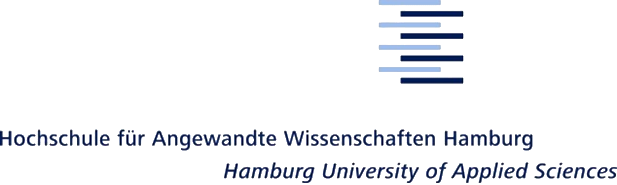 Hochschule für Angewandte Wissenschaften Hamburg
Hamburg University of Applied Sciences